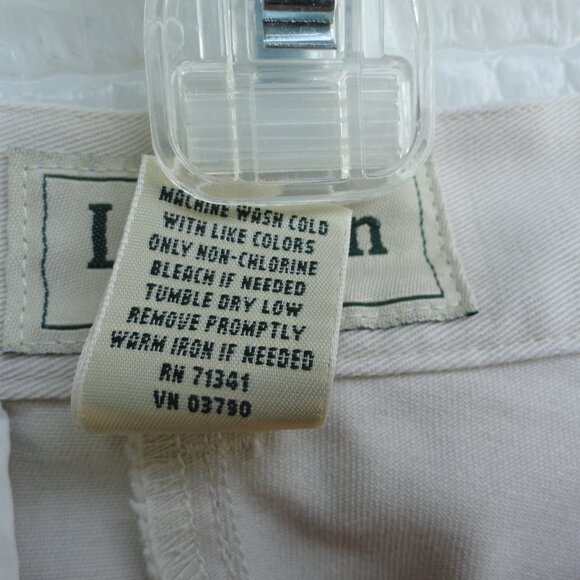 MACHINE WASH COLD
WITH LIKE COLORS
ONLY NON-CHLORINE
BLEACH IF NEEDED
TUMBLE DRY LOW
REMOVE PROMPTLY
WARM IRON IF NEEDED
RN 71341
VN 03790